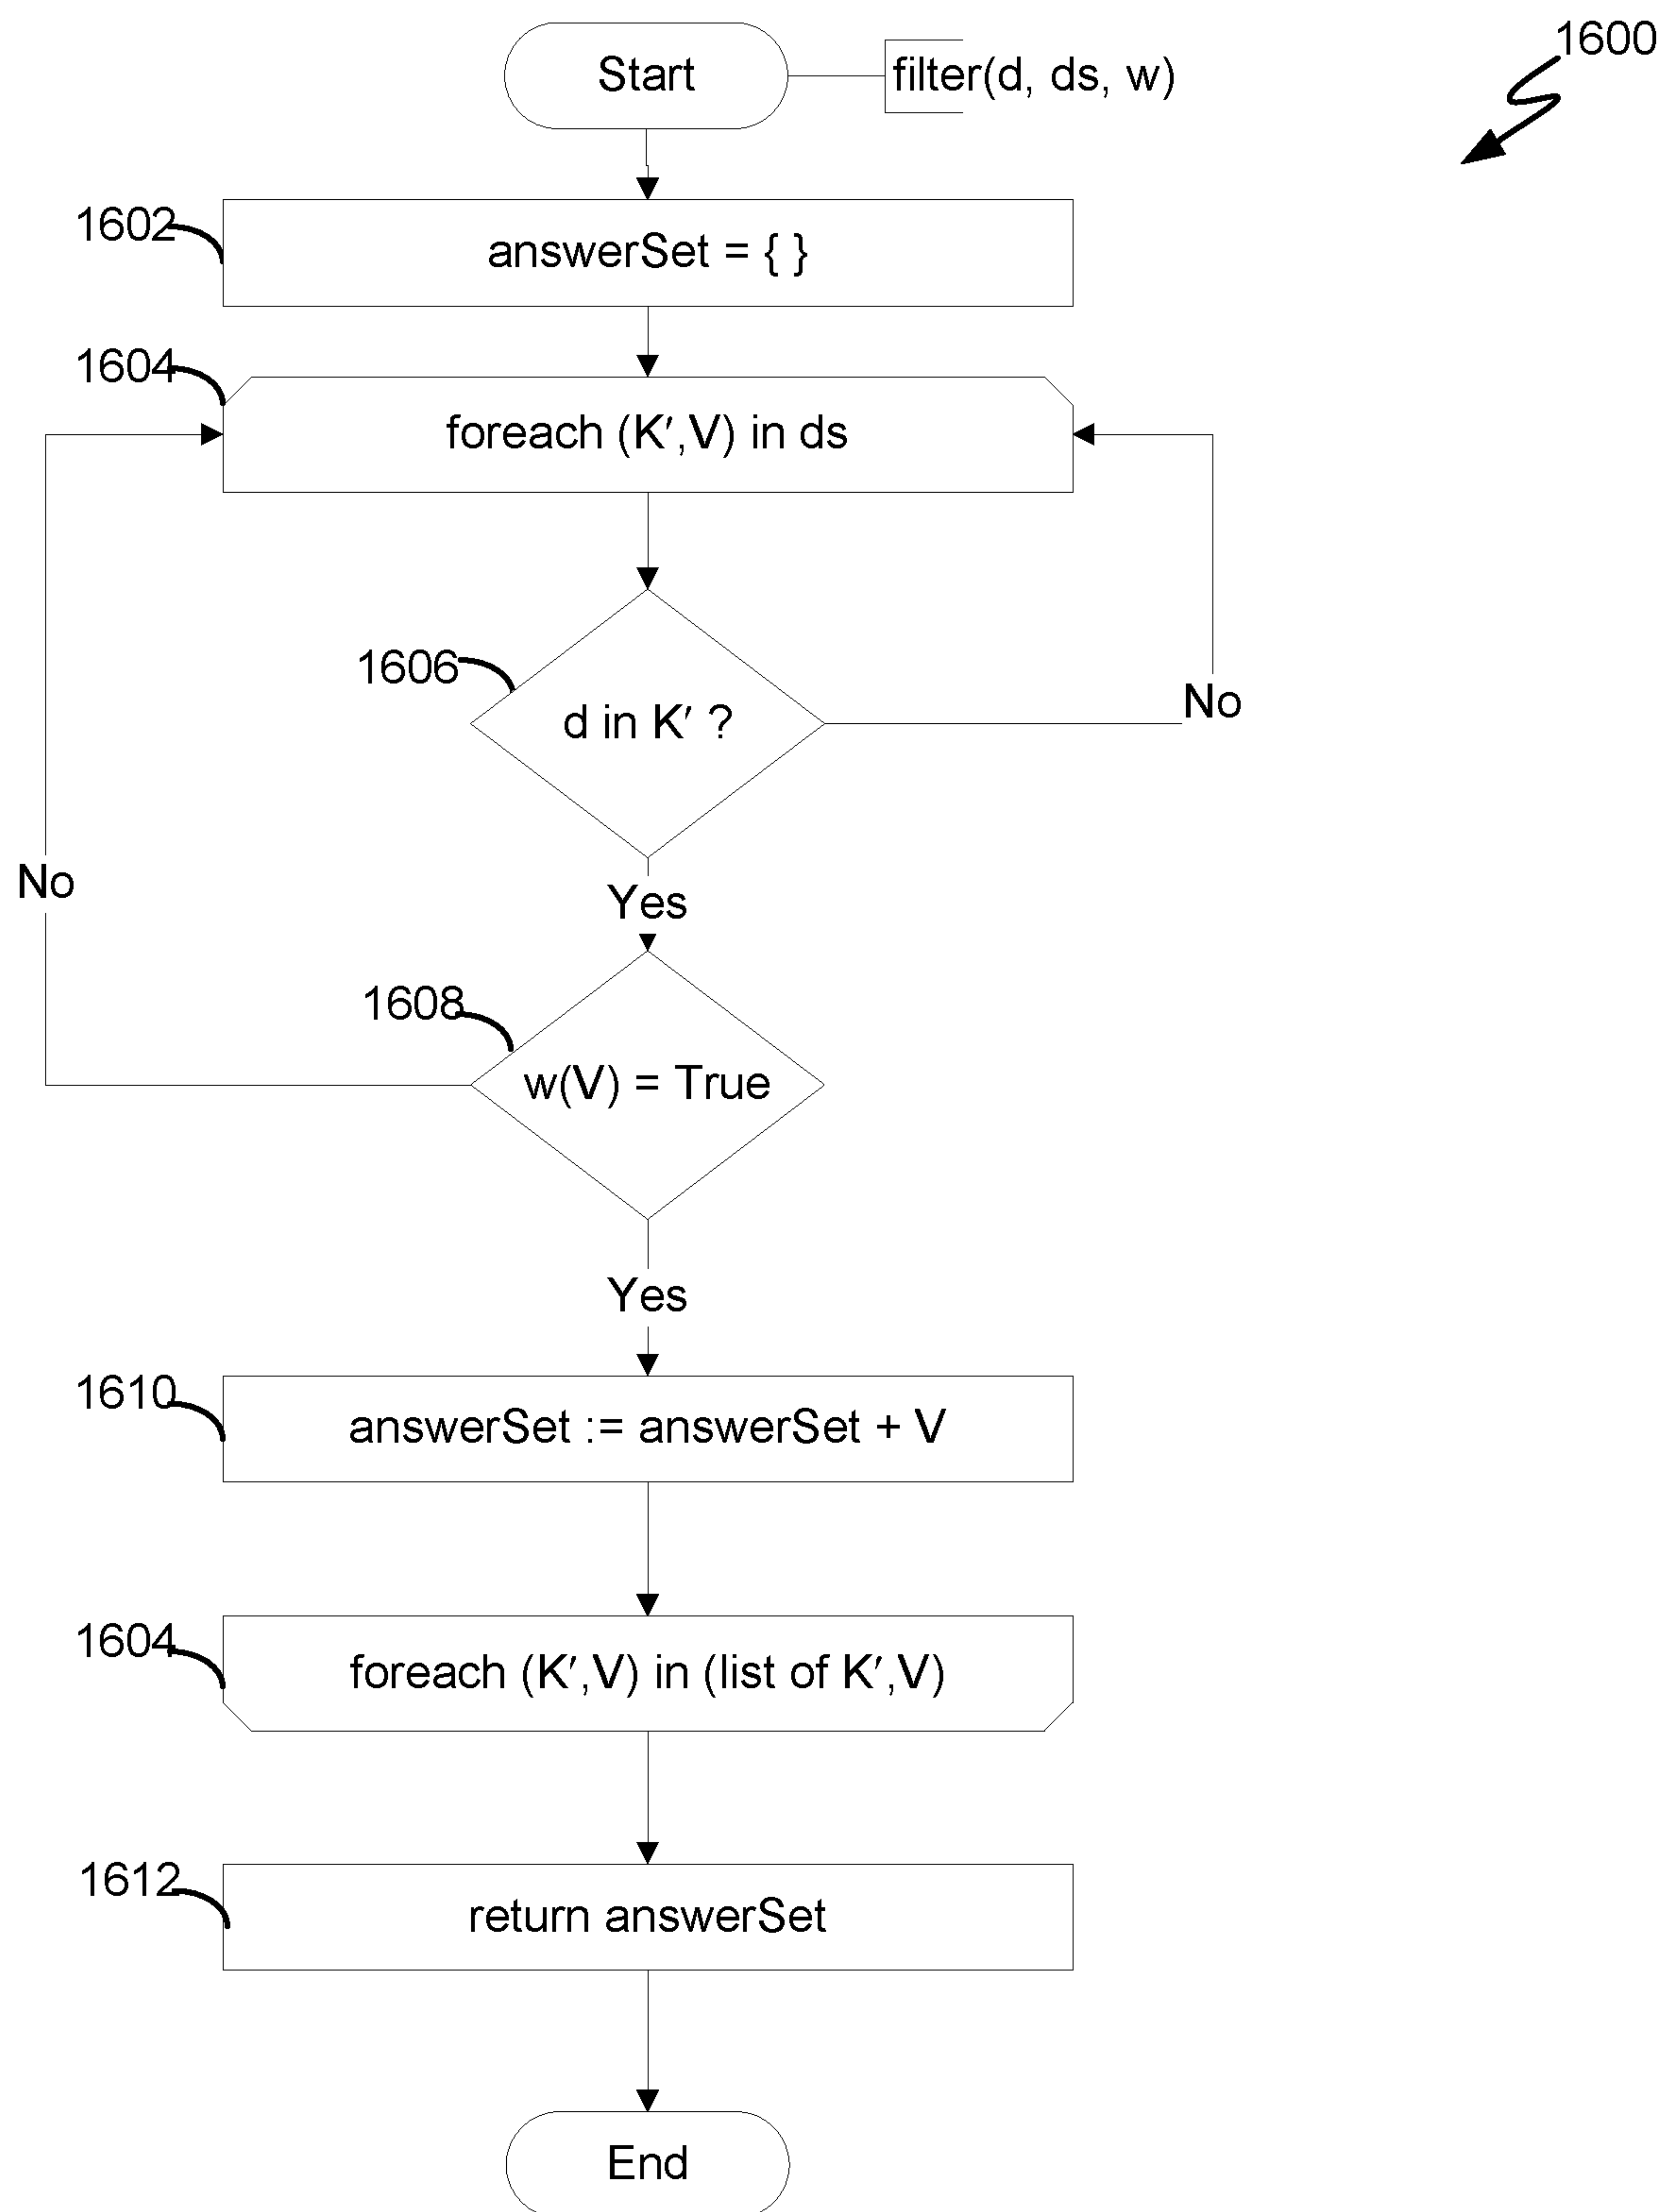 Start
filter(d, ds, w)
1600
1602
answerSet = { }
1604
foreach (K′,V) in ds
1606
d in K′ ?
No
No
Yes
1608
w(V) = True
Yes
1610
answerSet := answerSet + V
1604
foreach (K′,V) in (list of K′,V)
1612
return answerSet
End